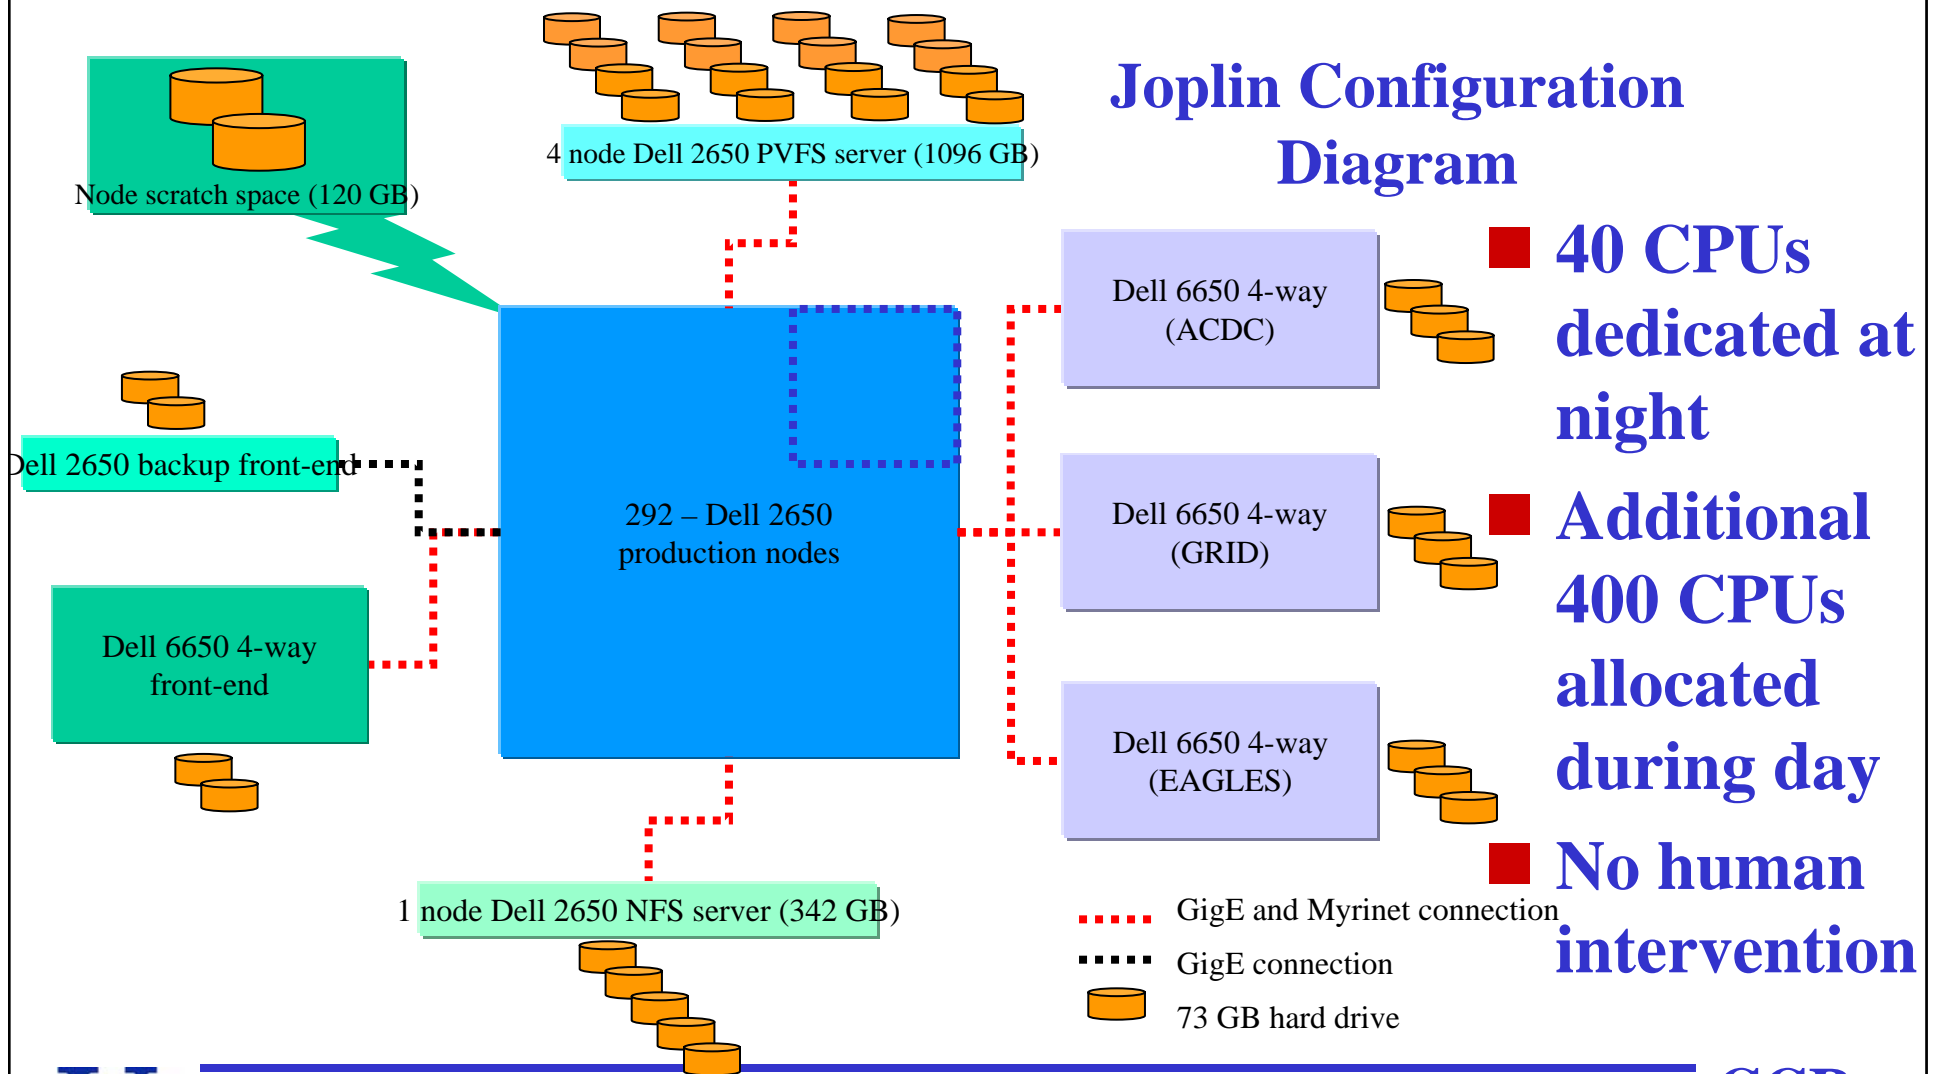 Joplin Configuration
Diagram
4 node Dell 2650 PVFS server (1096 GB)
Node scratch space (120 GB)
Dell 2650 backup front-end
Dell 6650 4-way
front-end
292 – Dell 2650
production nodes
Dell 6650 4-way
(ACDC)
Dell 6650 4-way
(GRID)
Dell 6650 4-way
(EAGLES)
1 node Dell 2650 NFS server (342 GB)
GigE and Myrinet connection
GigE connection
73 GB hard drive
40 CPUs
dedicated at
night
Additional
400 CPUs
allocated
during day
No human
intervention